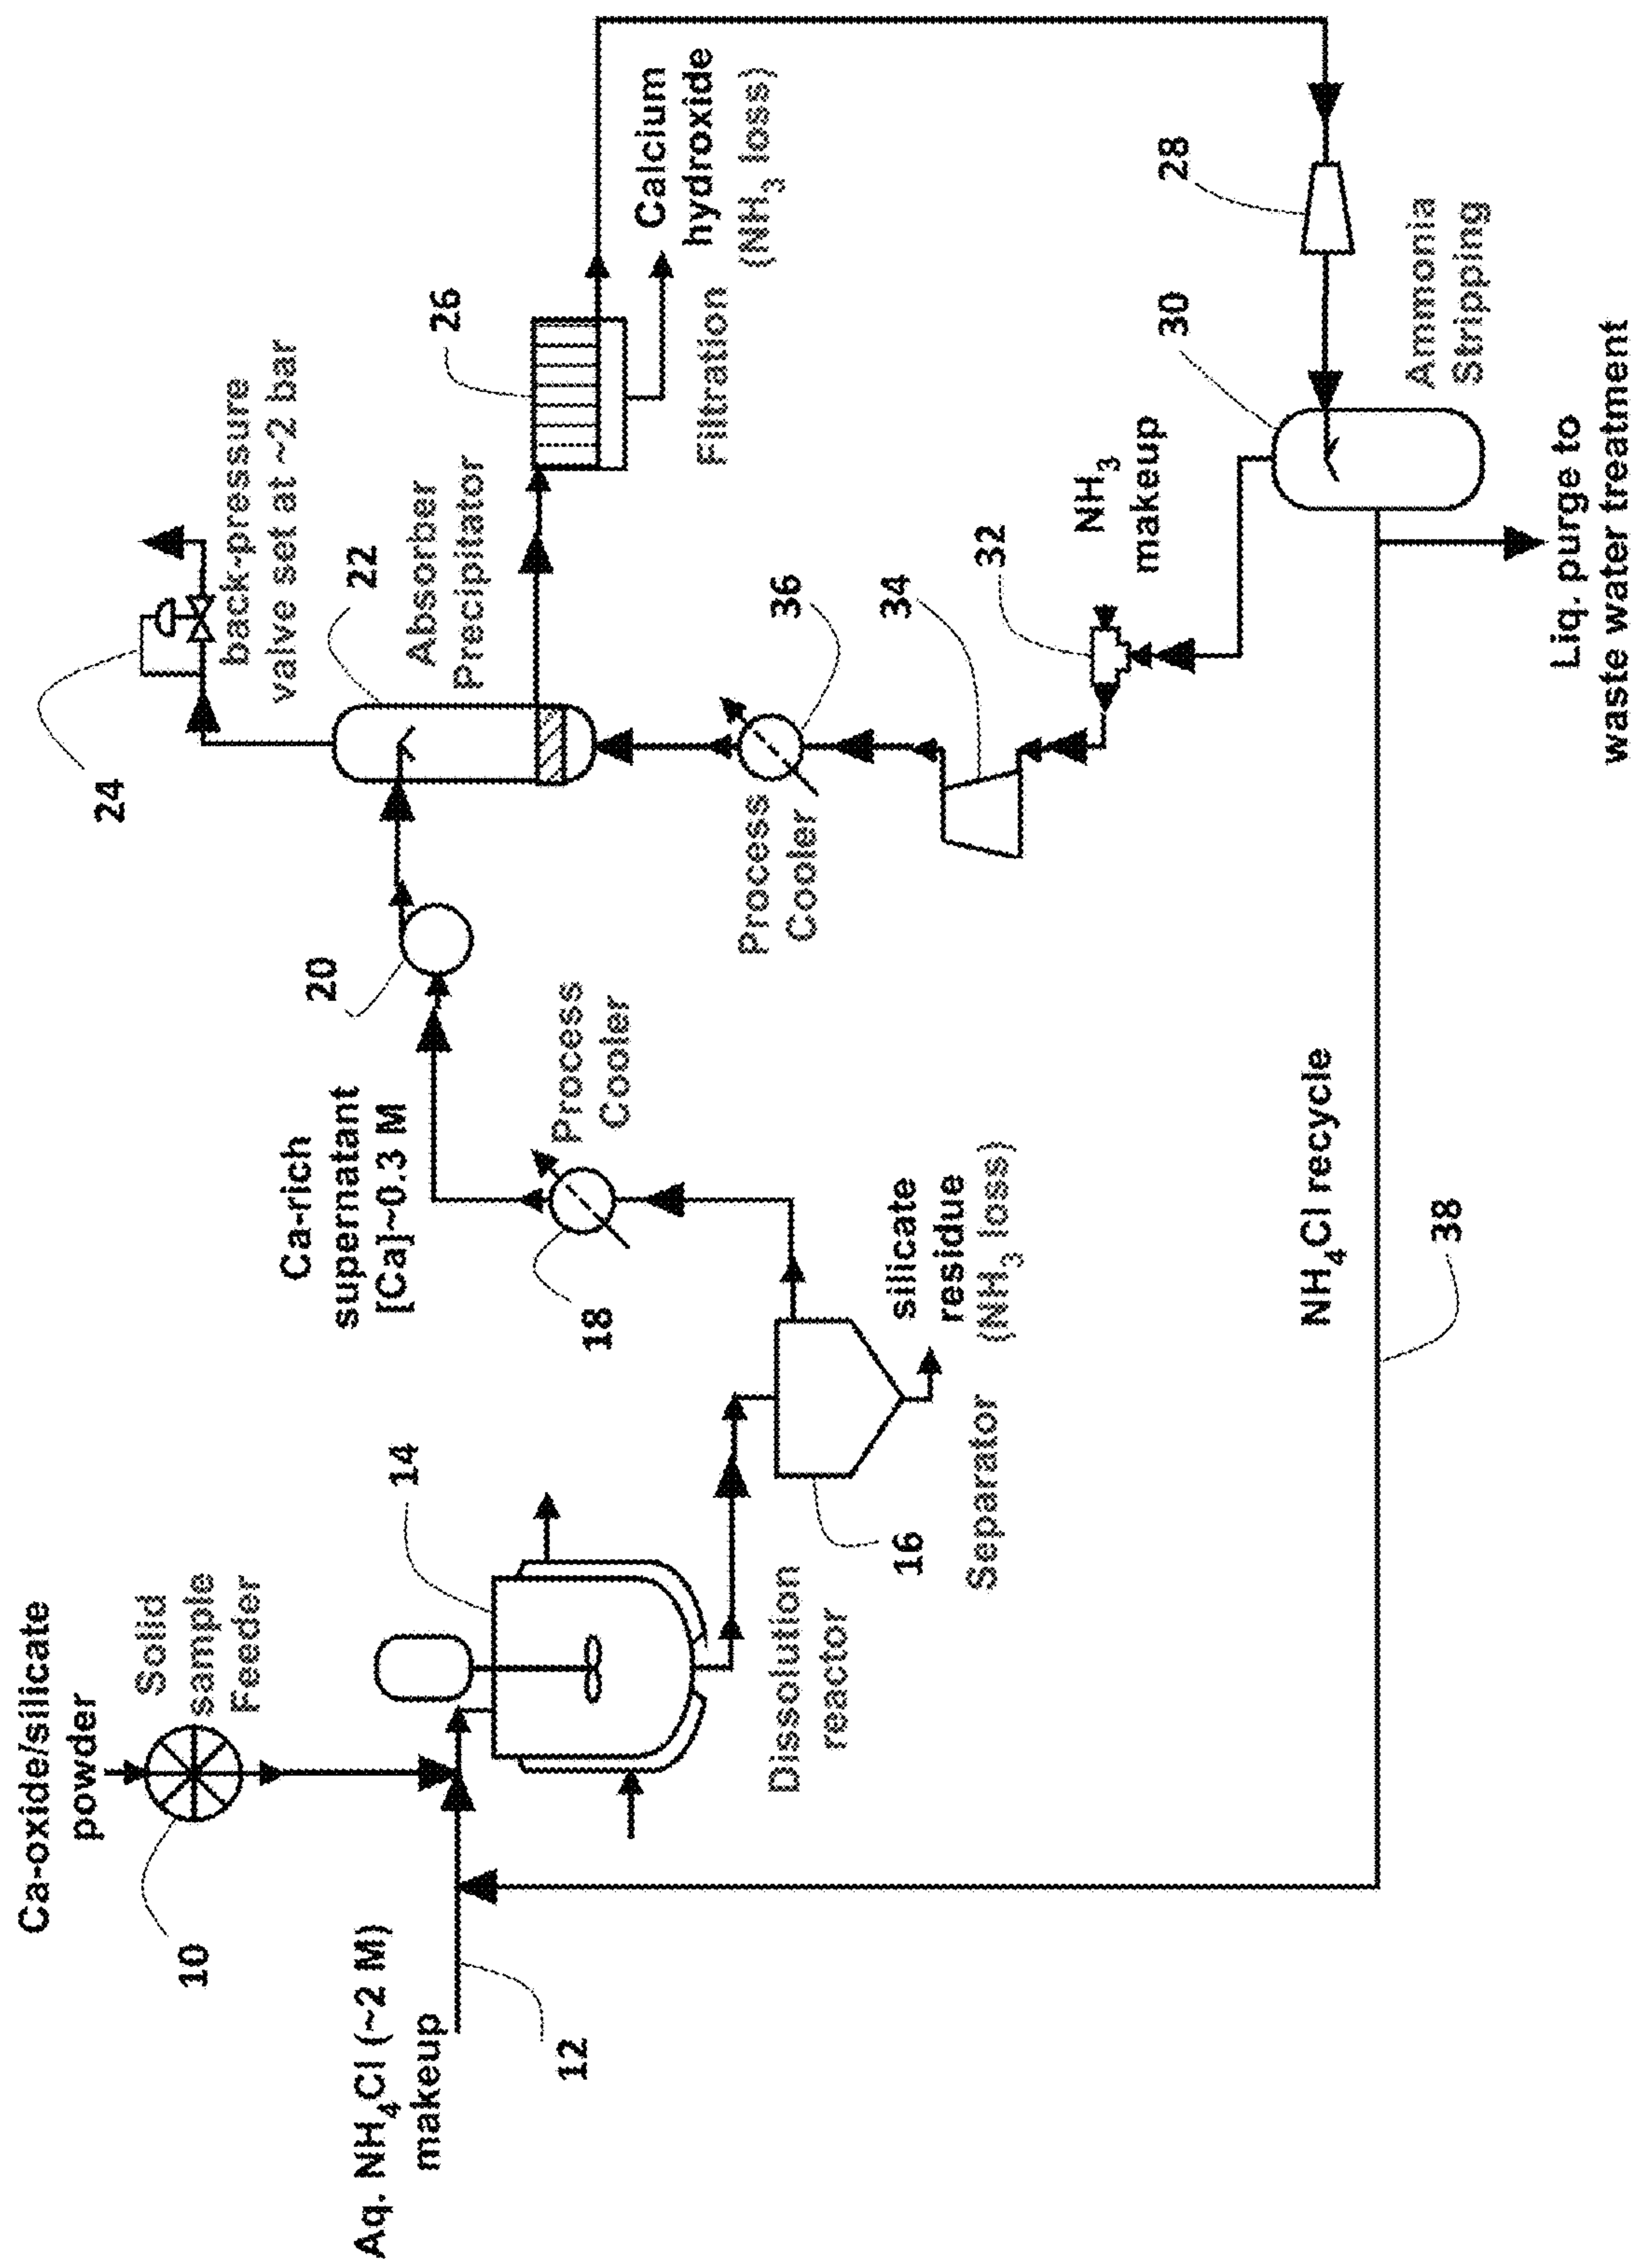 Ca-oxide/silicate
powder
Solid
sample
Feeder
10
Aq. NH4Cl (~2 M)
makeup
12
14
Dissolution
reactor
16
Separator
silicate
residue
(NH3 loss)
18
Process
Cooler
Ca-rich
supernatant
[Ca]~0.3 M
20
24
back-pressure
valve set at ~2 bar
22
Absorber
Precipitator
26
Filtration
Calcium
hydroxide
(NH3 loss)
36
Process
Cooler
34
32
NH3
makeup
28
30
Ammonia
Stripping
NH4Cl recycle
38
Liq. purge to
waste water treatment